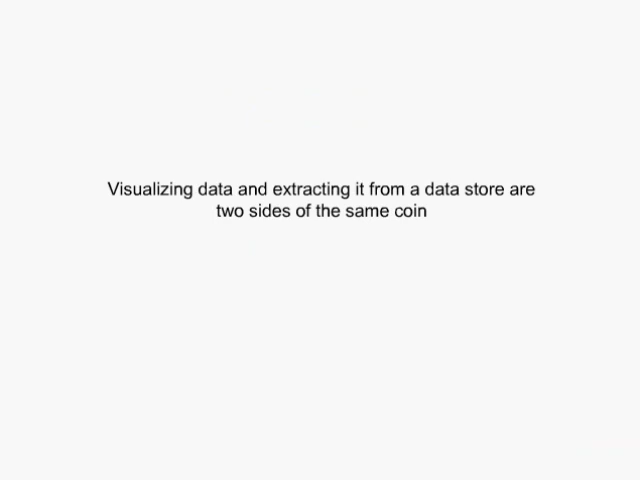 Visualizing data and extracting it from a data store are
two sides of the same coin